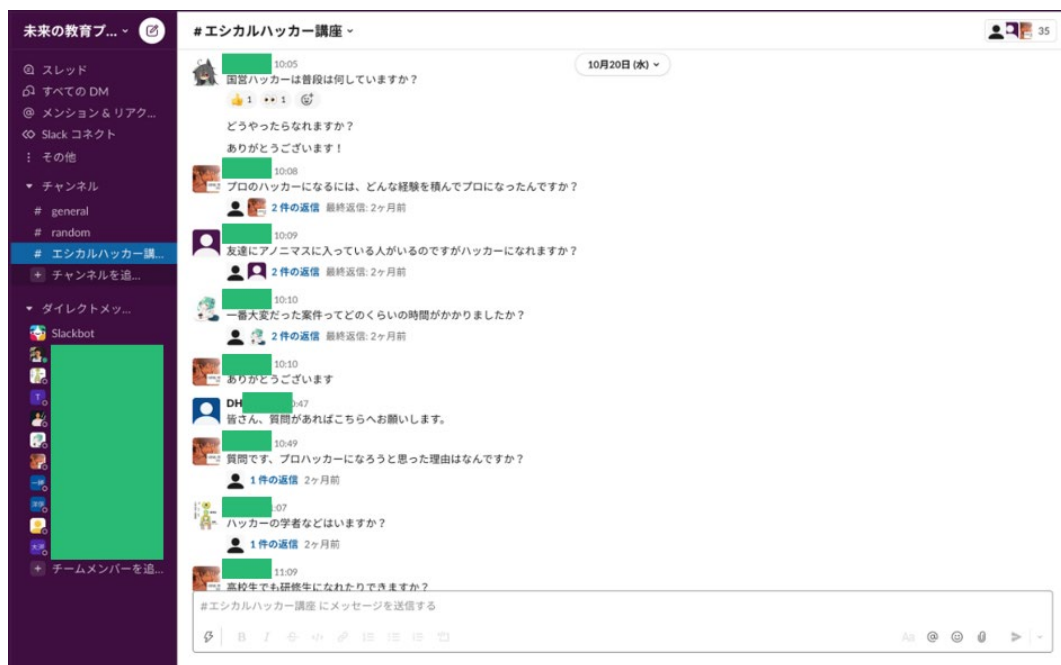 未来の教育プ...
スレッド
すべての DM
メンション & リアク...
Slack コネクト
その他
チャンネル
# general
# random
# エシカルハッカー講...
+ チャンネルを追...
ダイレクトメッ...
Slackbot
T
+ チームメンバーを追...
# エシカルハッカー講座
35
10月20日 (水)
10:05
国営ハッカーは普段は何していますか？
1 1
どうやったらなれますか？
ありがとうございます！
10:08
プロのハッカーになるには、どんな経験を積んでプロになったんですか？
2 件の返信 最終返信: 2ヶ月前
10:09
友達にアノニマスに入っている人がいるのですがハッカーになれますか？
2 件の返信 最終返信: 2ヶ月前
10:10
一番大変だった案件ってどのくらいの時間がかかりましたか？
2 件の返信 最終返信: 2ヶ月前
10:10
ありがとうございます
DH :47
皆さん、質問があればこちらへお願いします。
10:49
質問です、プロハッカーになろうと思った理由はなんですか？
1 件の返信 2ヶ月前
:07
ハッカーの学者などはいますか？
1 件の返信 2ヶ月前
11:09
高校生でも研修生になれたりできますか？
#エシカルハッカー講座 にメッセージを送信する
B I S </>
Aa @